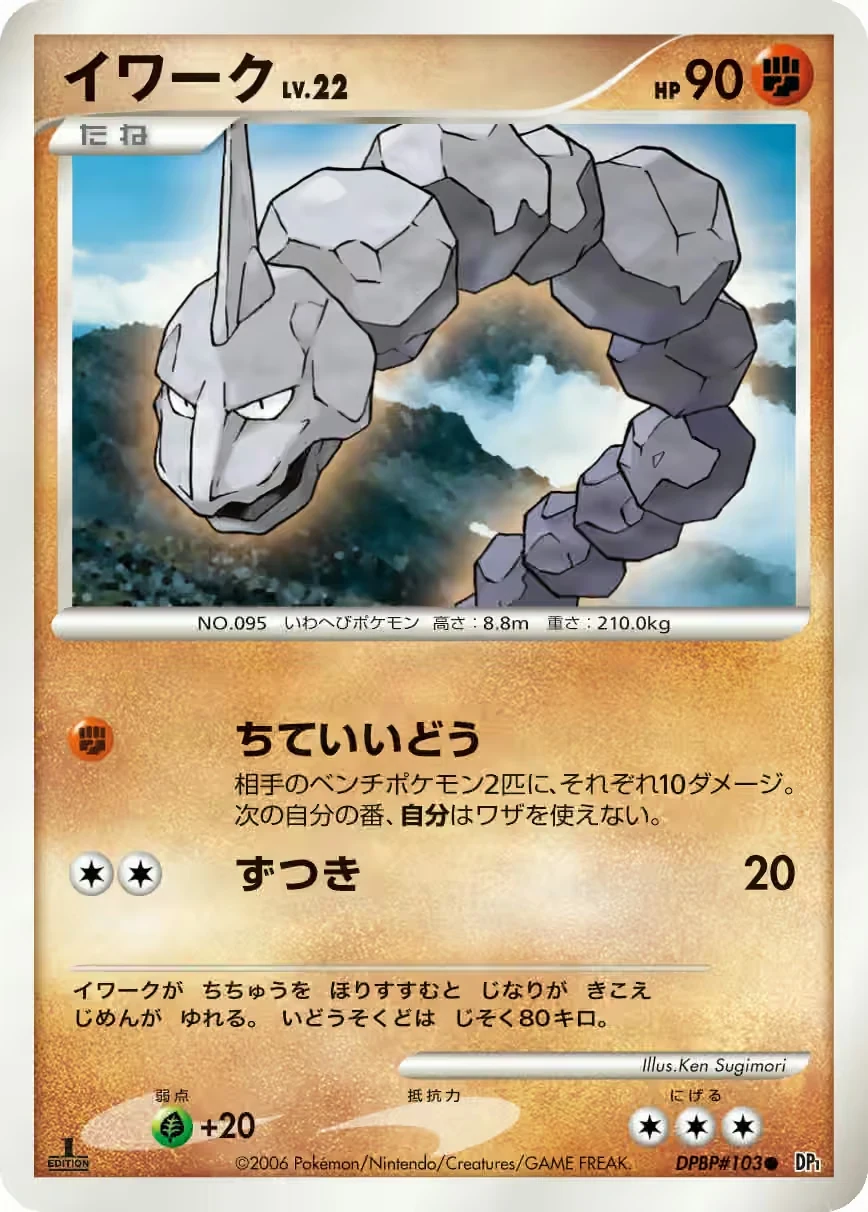 イワーク LV.22 HP 90
たね
NO.095 いわへびポケモン 高さ：8.8m 重さ：210.0kg
ちていいどう
相手のベンチポケモン2匹に、それぞれ10ダメージ。
次の自分の番、自分はワザを使えない。
ずつき 20
イワークが ちちゅうを ほりすすむと じなりが きこえ
じめんが ゆれる。 いどうそくどは じそく80キロ。
Illus.Ken Sugimori
弱点 抵抗力 にげる
+20
1 EDITION ©2006 Pokémon/Nintendo/Creatures/GAME FREAK. DPBP#103● DP1